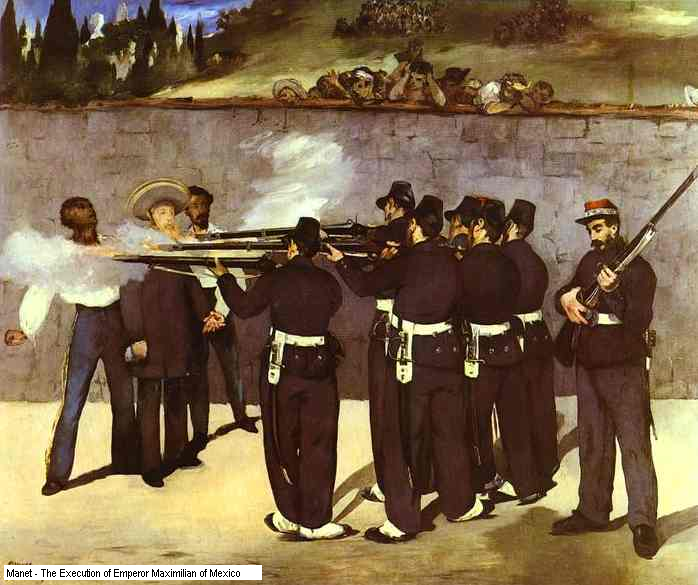 Manet - The Execution of Emperor Maximilian of Mexico